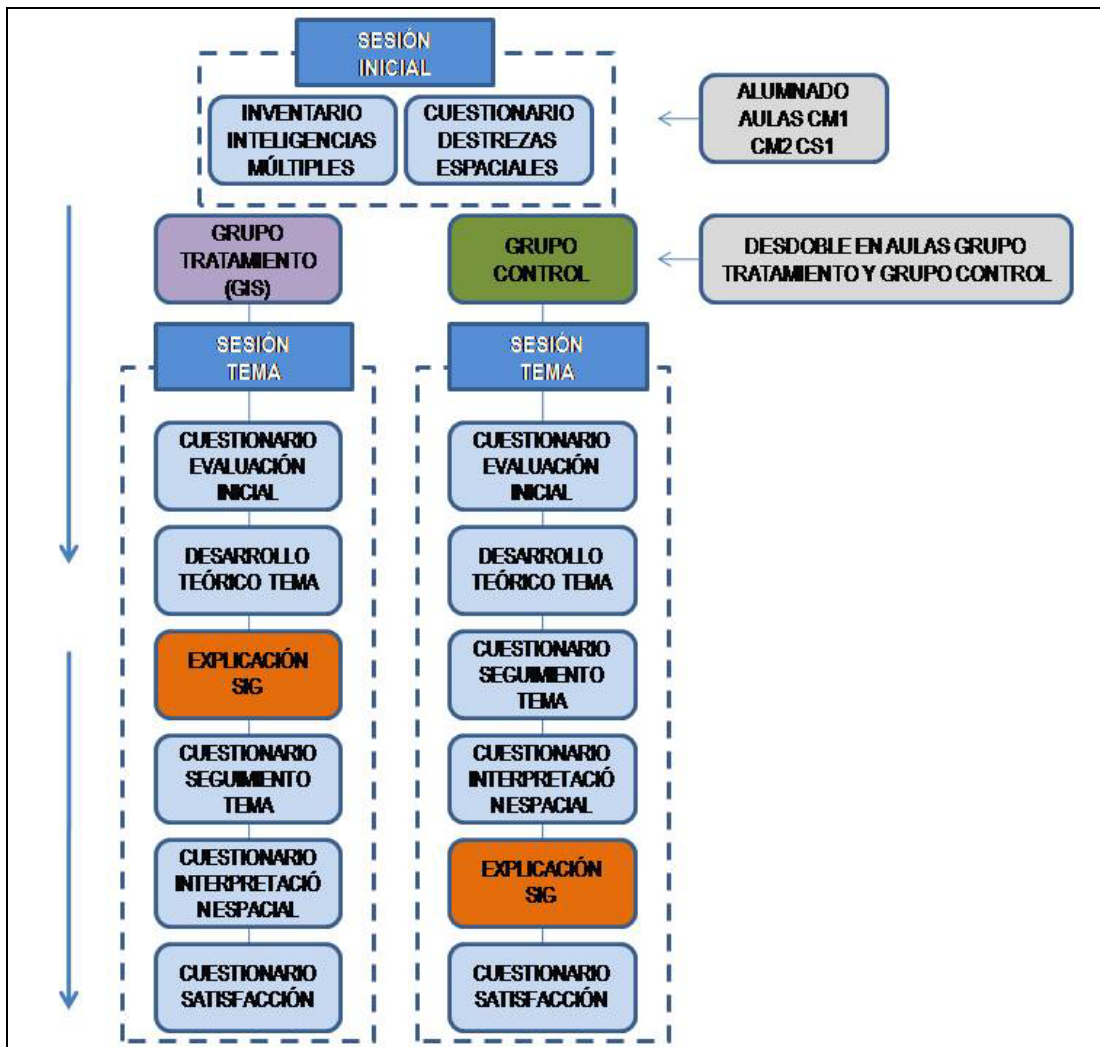 SESIÓN
INICIAL
INVENTARIO
INTELIGENCIAS
MÚLTIPLES
CUESTIONARIO
DESTREZAS
ESPACIALES
ALUMNADO
AULAS CM1
CM2 CS1
GRUPO
TRATAMIENTO
(GIS)
GRUPO
CONTROL
DESDOBLE EN AULAS GRUPO
TRATAMIENTO Y GRUPO CONTROL
SESIÓN
TEMA
CUESTIONARIO
EVALUACIÓN
INICIAL
DESARROLLO
TEÓRICO TEMA
EXPLICACIÓN
SIG
CUESTIONARIO
SEGUIMIENTO
TEMA
CUESTIONARIO
INTERPRETACIÓ
N ESPACIAL
CUESTIONARIO
SATISFACCIÓN
SESIÓN
TEMA
CUESTIONARIO
EVALUACIÓN
INICIAL
DESARROLLO
TEÓRICO TEMA
CUESTIONARIO
SEGUIMIENTO
TEMA
CUESTIONARIO
INTERPRETACIÓ
N ESPACIAL
EXPLICACIÓN
SIG
CUESTIONARIO
SATISFACCIÓN